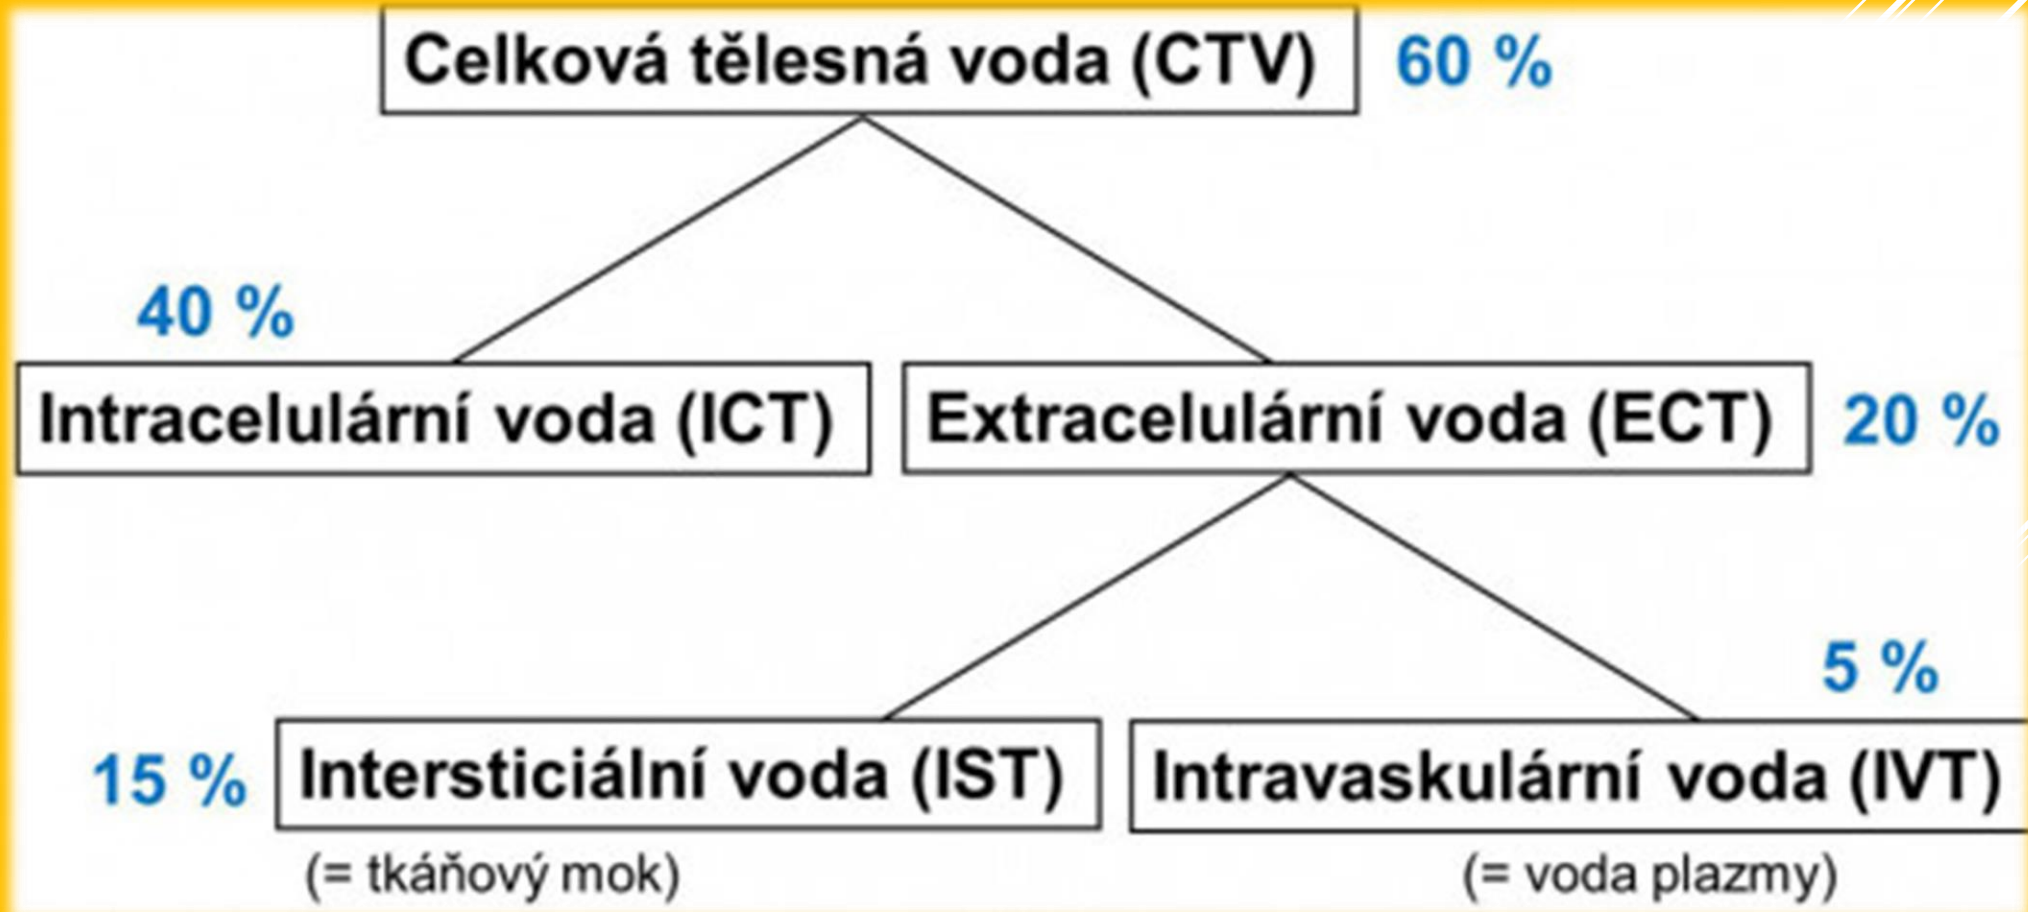 Celková tělesná voda (CTV) 60 %
40 %
Intracelulární voda (ICT)
Extracelulární voda (ECT) 20 %
5 %
15 % Intersticiální voda (IST)
Intravaskulární voda (IVT)
(= tkáňový mok)
(= voda plazmy)